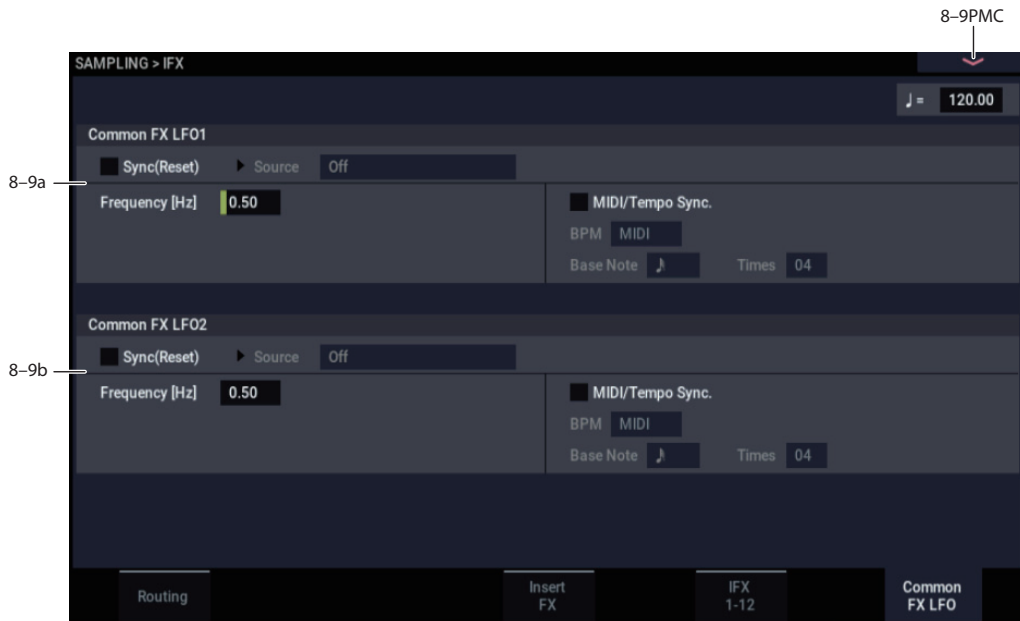 8–9PMC
SAMPLING > IFX
♩ = 120.00
Common FX LFO1
Sync(Reset) Source Off
8–9a
Frequency [Hz] 0.50 MIDI/Tempo Sync.
BPM MIDI
Base Note Times 04
Common FX LFO2
Sync(Reset) Source Off
8–9b
Frequency [Hz] 0.50 MIDI/Tempo Sync.
BPM MIDI
Base Note Times 04
Routing
Insert
FX
IFX
1-12
Common
FX LFO